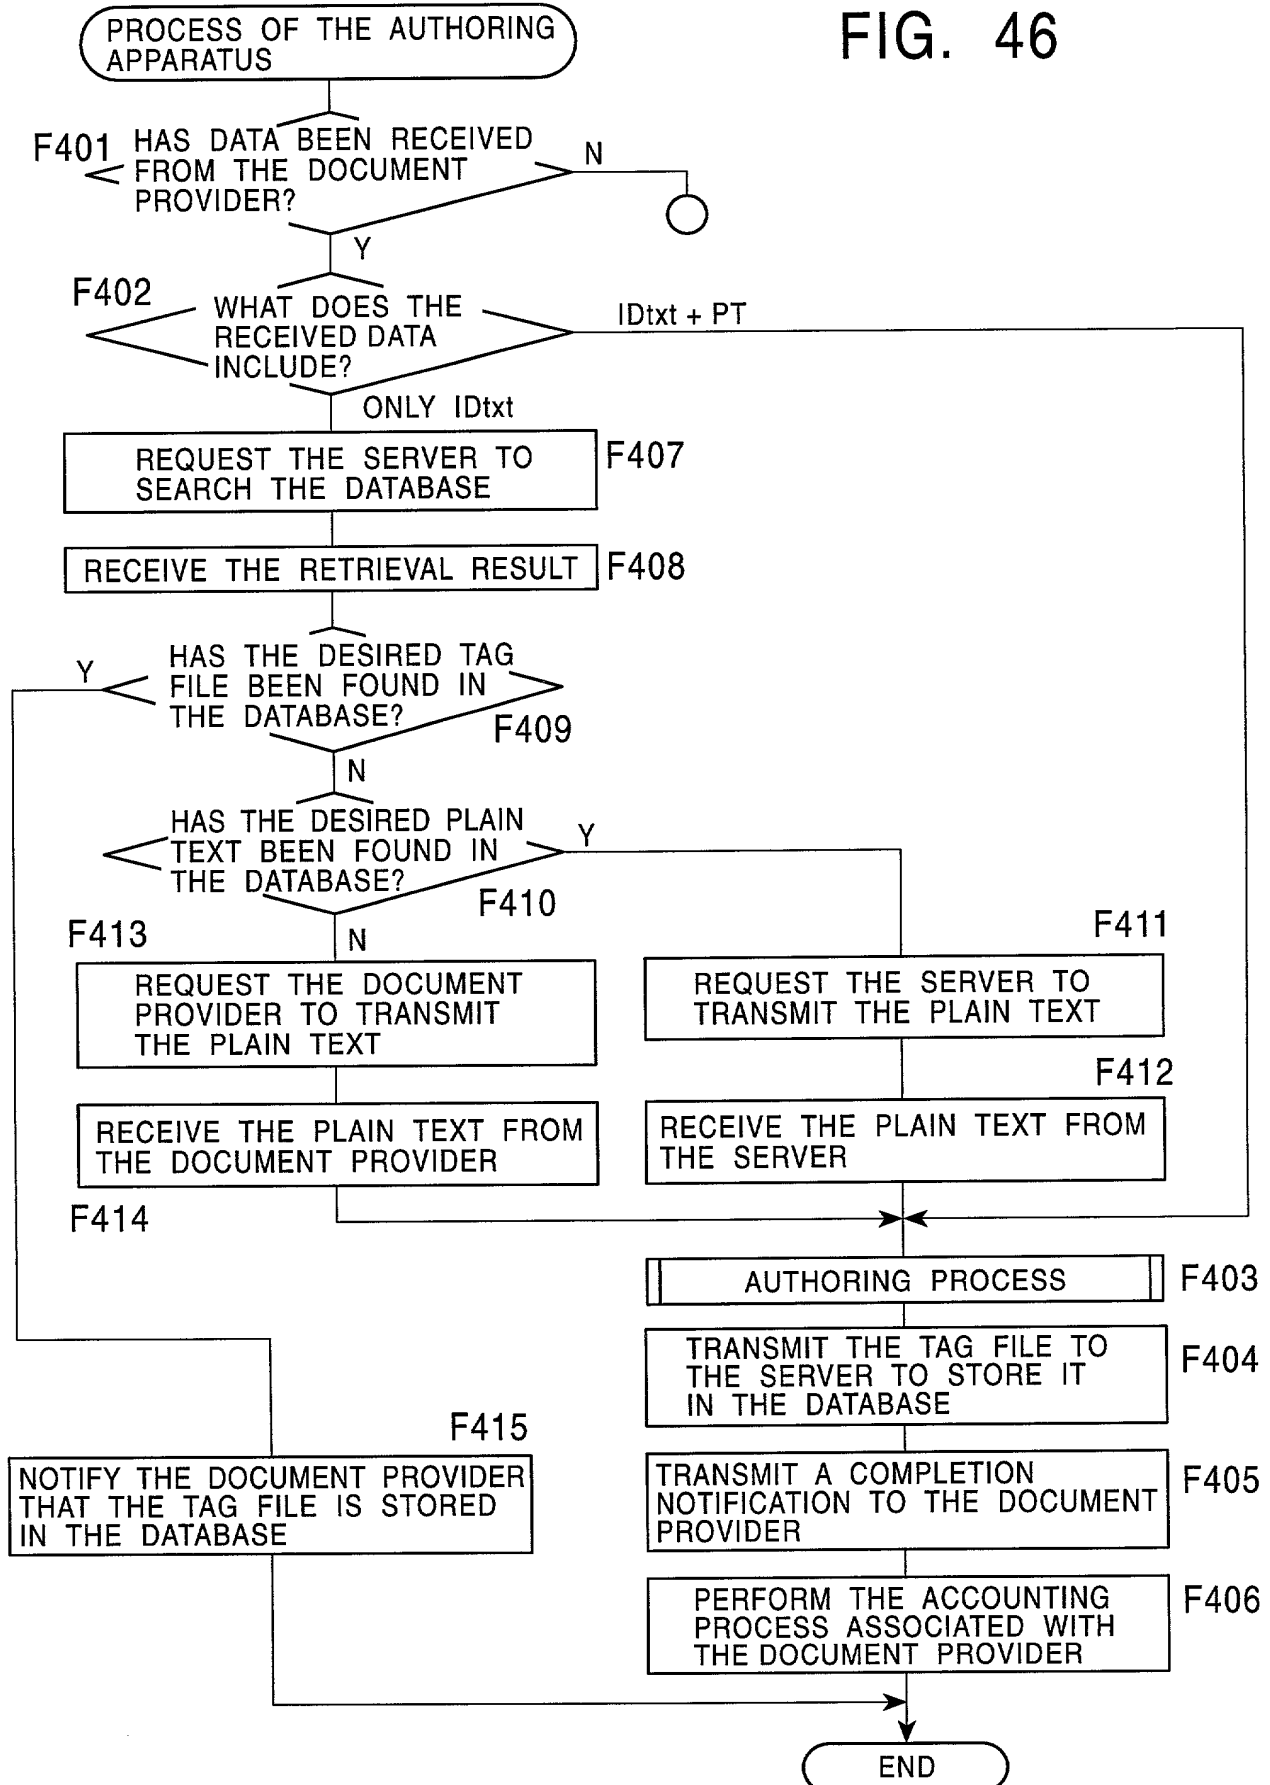 FIG. 46
PROCESS OF THE AUTHORING
APPARATUS
F401
HAS DATA BEEN RECEIVED
FROM THE DOCUMENT
PROVIDER?
N
Y
F402
WHAT DOES THE
RECEIVED DATA
INCLUDE?
IDtxt + PT
ONLY IDtxt
REQUEST THE SERVER TO
SEARCH THE DATABASE
F407
RECEIVE THE RETRIEVAL RESULT
F408
Y
HAS THE DESIRED TAG
FILE BEEN FOUND IN
THE DATABASE?
F409
N
HAS THE DESIRED PLAIN
TEXT BEEN FOUND IN
THE DATABASE?
Y
F410
N
F413
REQUEST THE DOCUMENT
PROVIDER TO TRANSMIT
THE PLAIN TEXT
F411
REQUEST THE SERVER TO
TRANSMIT THE PLAIN TEXT
RECEIVE THE PLAIN TEXT FROM
THE DOCUMENT PROVIDER
F414
F412
RECEIVE THE PLAIN TEXT FROM
THE SERVER
AUTHORING PROCESS
F403
TRANSMIT THE TAG FILE TO
THE SERVER TO STORE IT
IN THE DATABASE
F404
F415
NOTIFY THE DOCUMENT PROVIDER
THAT THE TAG FILE IS STORED
IN THE DATABASE
TRANSMIT A COMPLETION
NOTIFICATION TO THE DOCUMENT
PROVIDER
F405
PERFORM THE ACCOUNTING
PROCESS ASSOCIATED WITH
THE DOCUMENT PROVIDER
F406
END